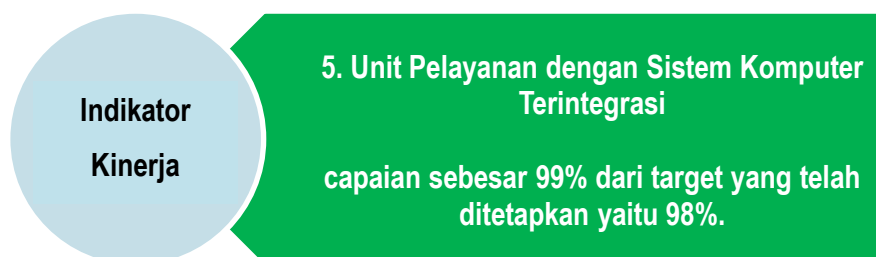 Indikator
Kinerja
5. Unit Pelayanan dengan Sistem Komputer
Terintegrasi
capaian sebesar 99% dari target yang telah
ditetapkan yaitu 98%.